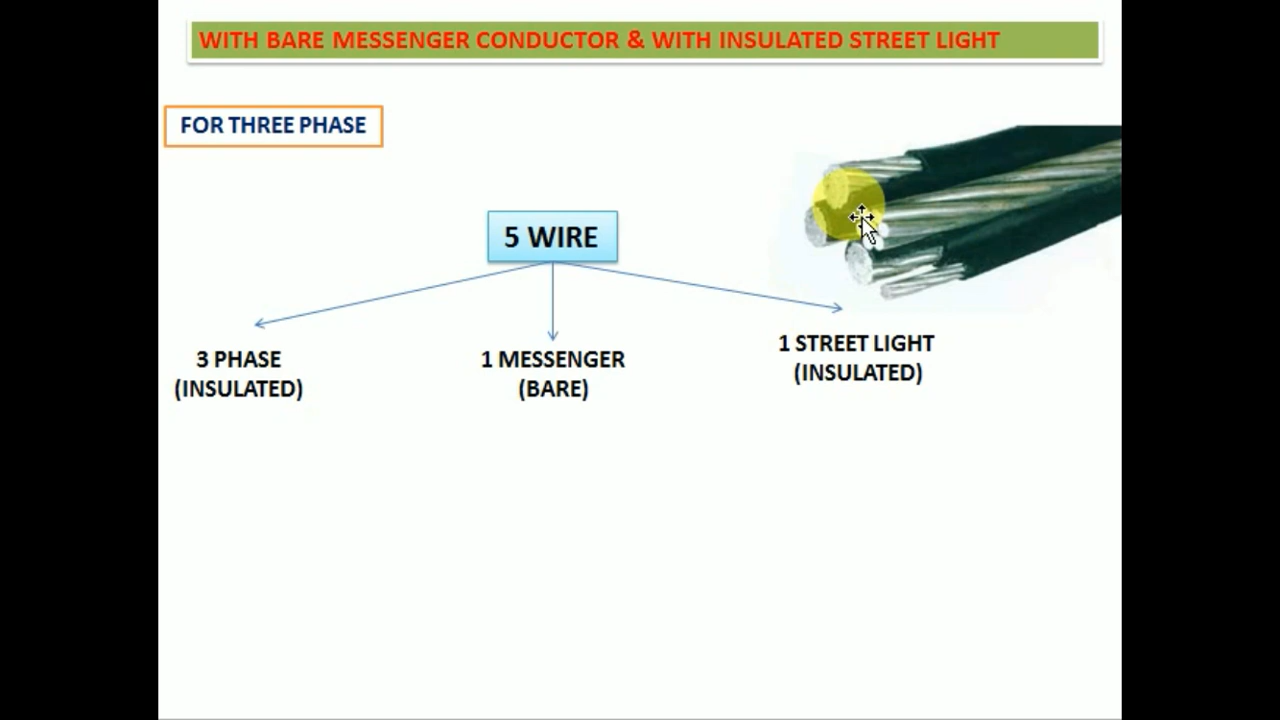 WITH BARE MESSENGER CONDUCTOR & WITH INSULATED STREET LIGHT
FOR THREE PHASE
5 WIRE
3 PHASE
(INSULATED)
1 MESSENGER
(BARE)
1 STREET LIGHT
(INSULATED)